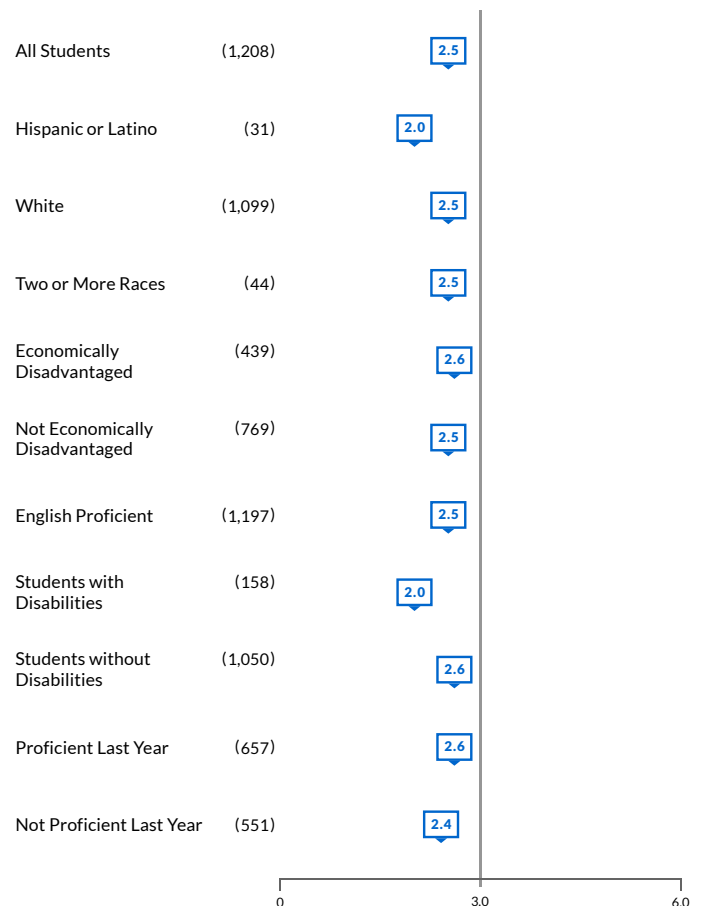 All Students (1,208) 2.5
Hispanic or Latino (31) 2.0
White (1,099) 2.5
Two or More Races (44) 2.5
Economically (439) 2.6
Disadvantaged
Not Economically (769) 2.5
Disadvantaged
English Proficient (1,197) 2.5
Students with (158) 2.0
Disabilities
Students without (1,050) 2.6
Disabilities
Proficient Last Year (657) 2.6
Not Proficient Last Year (551) 2.4
0 3.0 6.0